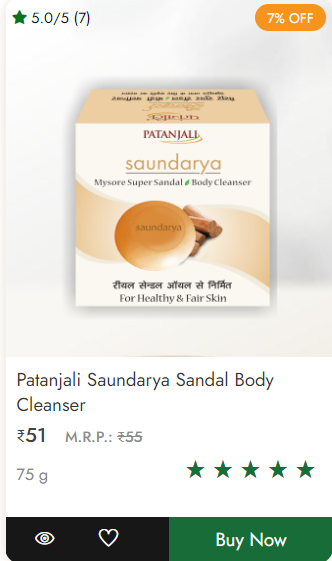 5.0/5 (7)
7% OFF
PATANJALI
saundarya
Mysore Super Sandal Body Cleanser
saundarya
रीयल सेन्डल ऑयल से निर्मित
For Healthy & Fair Skin
Patanjali Saundarya Sandal Body
Cleanser
₹51 M.R.P.: ₹55
75 g
Buy Now